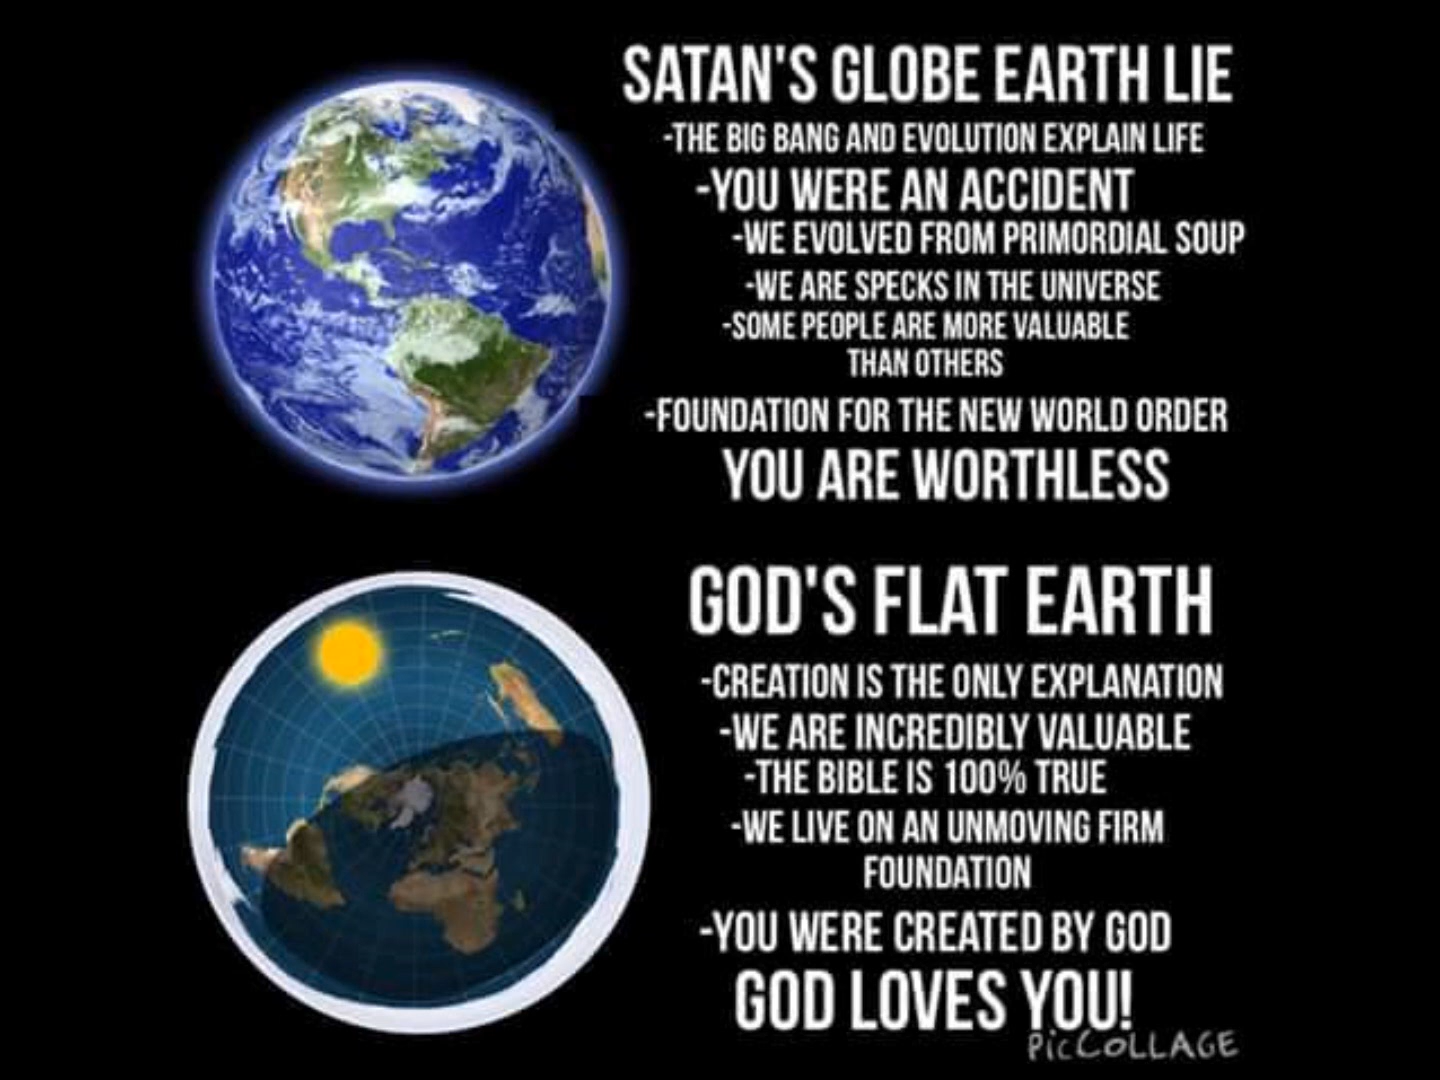 SATAN'S GLOBE EARTH LIE
-THE BIG BANG AND EVOLUTION EXPLAIN LIFE
-YOU WERE AN ACCIDENT
-WE EVOLVED FROM PRIMORDIAL SOUP
-WE ARE SPECKS IN THE UNIVERSE
-SOME PEOPLE ARE MORE VALUABLE
THAN OTHERS
-FOUNDATION FOR THE NEW WORLD ORDER
YOU ARE WORTHLESS
GOD'S FLAT EARTH
-CREATION IS THE ONLY EXPLANATION
-WE ARE INCREDIBLY VALUABLE
-THE BIBLE IS 100% TRUE
-WE LIVE ON AN UNMOVING FIRM
FOUNDATION
-YOU WERE CREATED BY GOD
GOD LOVES YOU!
PicCOLLAGE